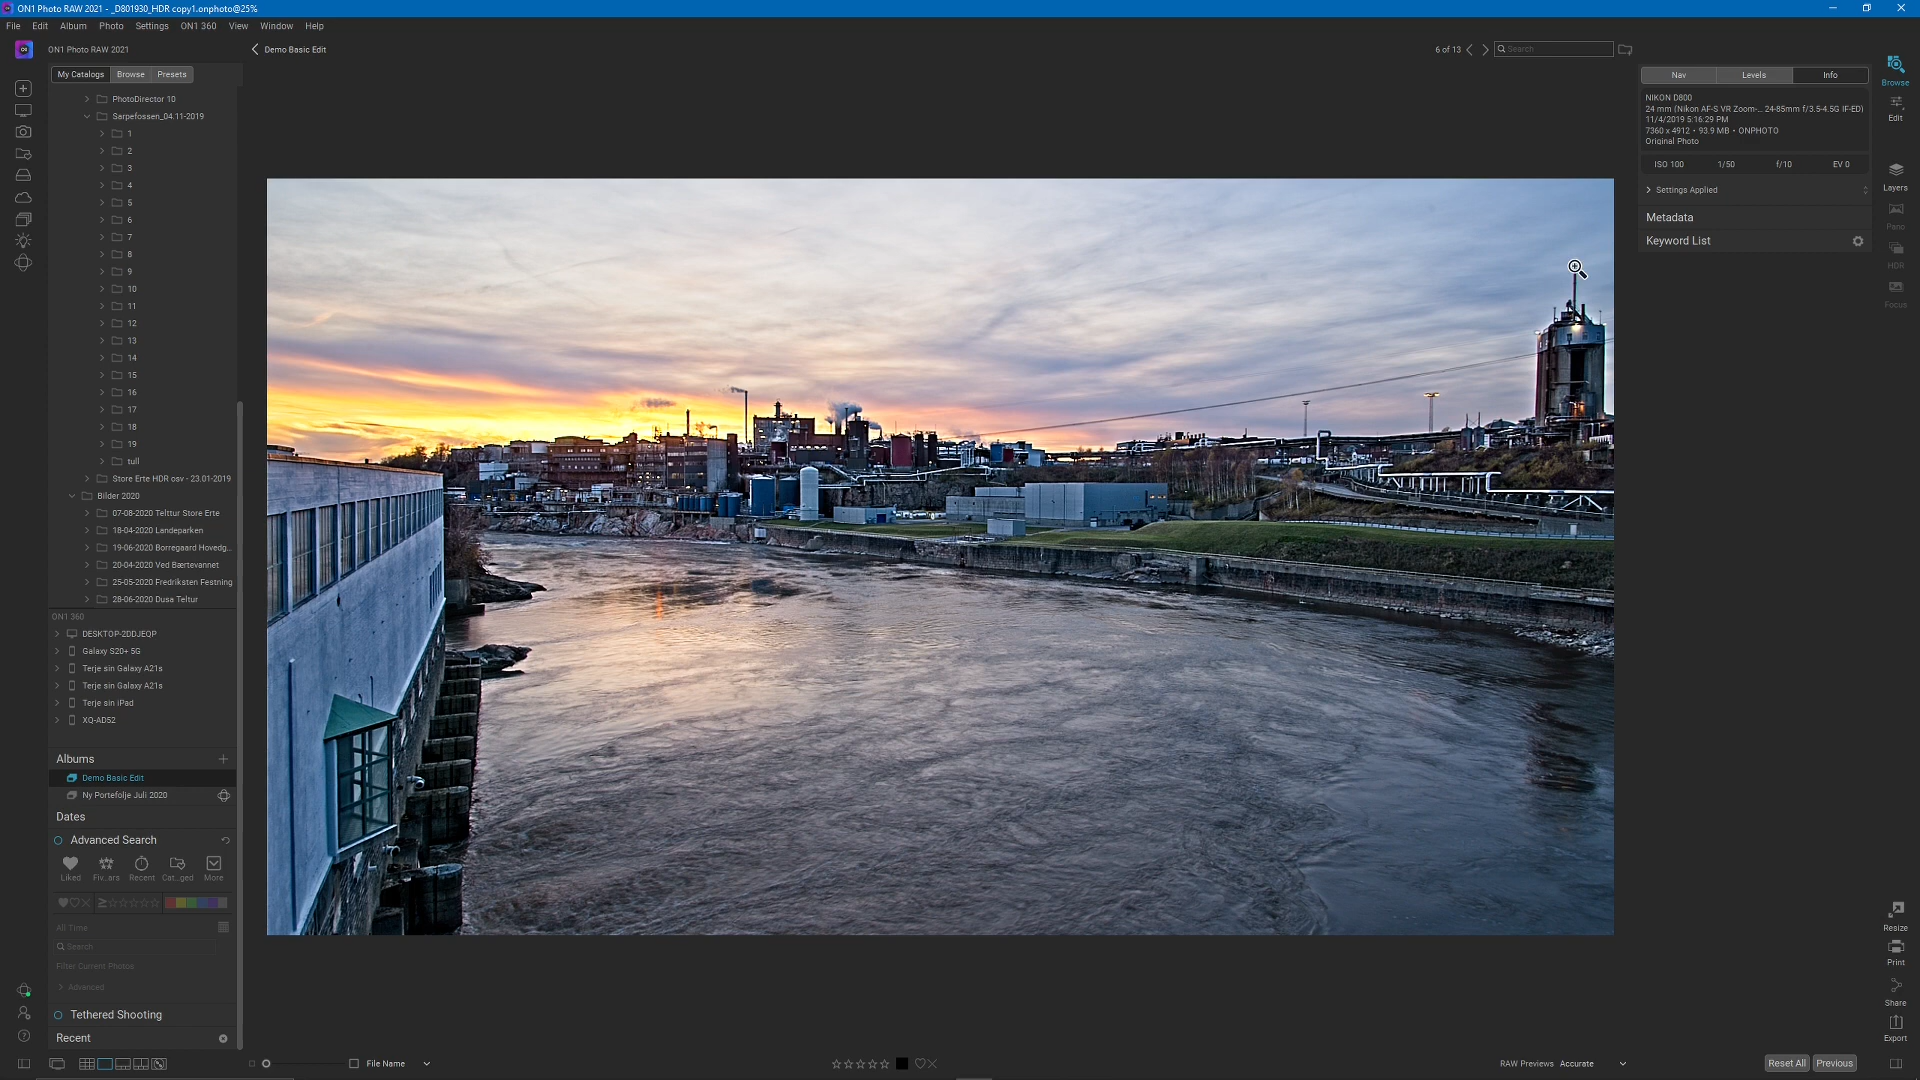 ON1 Photo RAW 2021 - _D801930_HDR copy1.onphoto@25%
File Edit Album Photo Settings ON1 360 View Window Help
ON1 Photo RAW 2021
Demo Basic Edit
6 of 13
Search
My Catalogs Browse Presets
PhotoDirector 10
Sarpefossen_04.11-2019
1
2
3
4
5
6
7
8
9
10
11
12
13
14
15
16
17
18
19
tull
Store Erte HDR osv - 23.01-2019
Bilder 2020
07-08-2020 Telttur Store Erte
18-04-2020 Landeparken
19-06-2020 Borregaard Hovedg...
20-04-2020 Ved Bærtevannet
25-05-2020 Fredriksten Festning
28-06-2020 Dusa Teltur
ON1 360
DESKTOP-2DDJEQP
Galaxy S20+ 5G
Terje sin Galaxy A21s
Terje sin Galaxy A21s
Terje sin iPad
XQ-AD52
Albums
Demo Basic Edit
Ny Portefolje Juli 2020
Dates
Advanced Search
Liked Fiv...ars Recent Cat...ged More
All Time
Search
Filter Current Photos
Advanced
Tethered Shooting
Recent
File Name
RAW Previews Accurate
Reset All Previous
Nav Levels Info
NIKON D800
24 mm (Nikon AF-S VR Zoom-... 24-85mm f/3.5-4.5G IF-ED)
11/4/2019 5:16:29 PM
7360 x 4912 • 93.9 MB • ONPHOTO
Original Photo
ISO 100 1/50 f/10 EV 0
Settings Applied
Metadata
Keyword List
Browse
Edit
Layers
Pano
HDR
Focus
Resize
Print
Share
Export